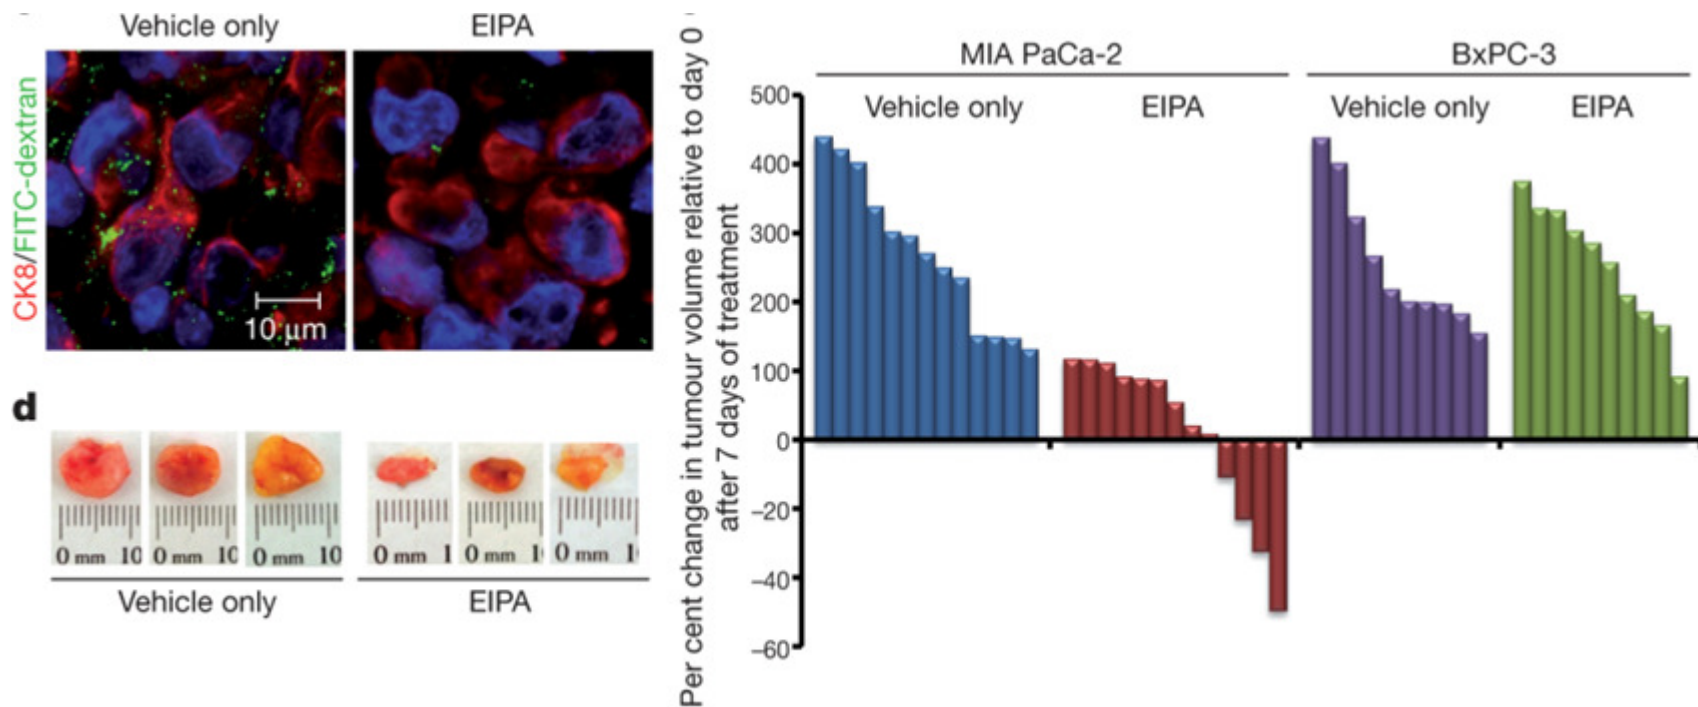 Vehicle only
EIPA
CK8/FITC-dextran
10 μm
d
0 mm 10
0 mm 10
0 mm 10
0 mm 1
0 mm 1
0 mm 1
Vehicle only
EIPA
Per cent change in tumour volume relative to day 0
after 7 days of treatment
MIA PaCa-2
BxPC-3
Vehicle only
EIPA
Vehicle only
EIPA
500
400
300
200
100
0
–20
–40
–60